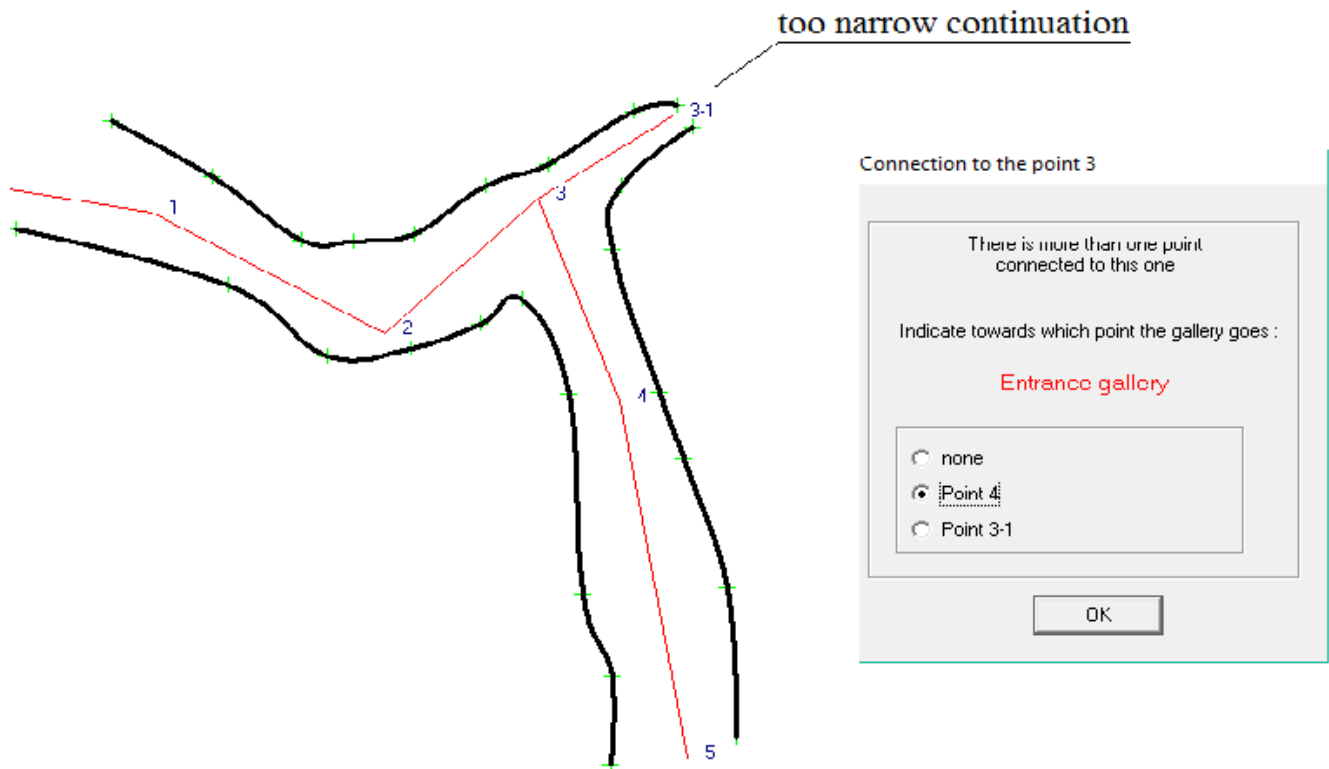 too narrow continuation
3-1
1
3
2
4
5
Connection to the point 3
There is more than one point
connected to this one
Indicate towards which point the gallery goes :
Entrance gallery
none
Point 4
Point 3-1
OK